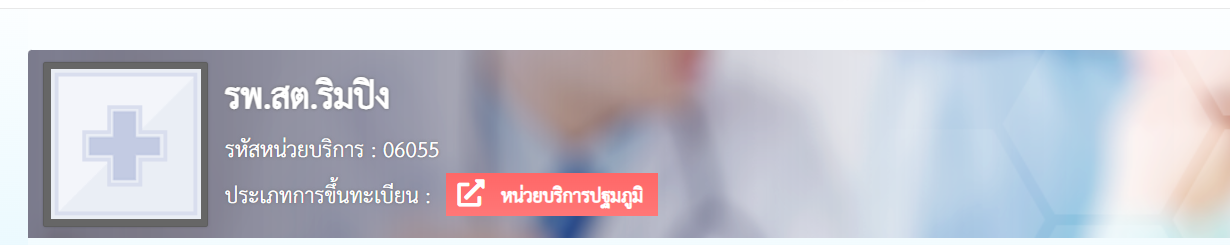 รพ.สต.ริมปิง
รหัสหน่วยบริการ : 06055
ประเภทการขึ้นทะเบียน : หน่วยบริการปฐมภูมิ